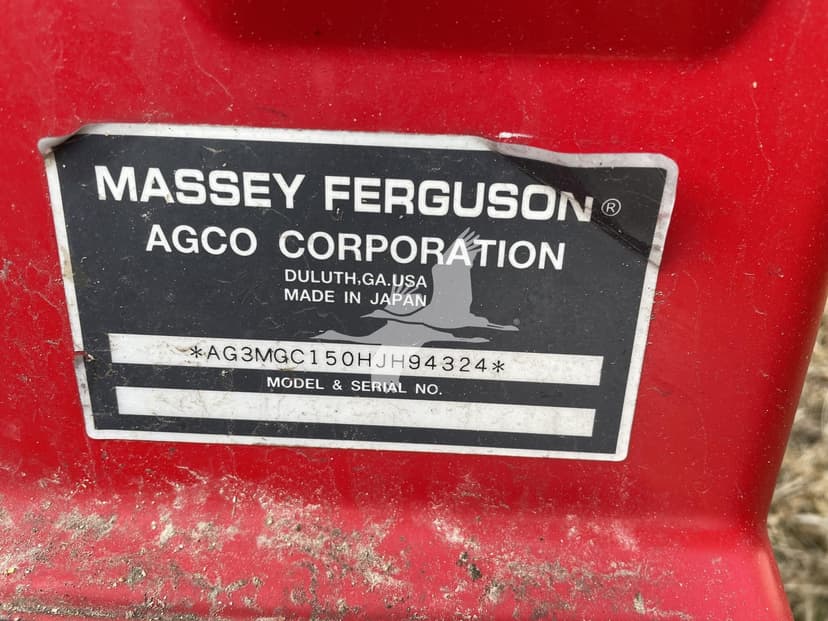 MASSEY FERGUSON®
AGCO CORPORATION
DULUTH,GA.USA
MADE IN JAPAN
*AG3MGC150HJH94324*
MODEL & SERIAL NO.